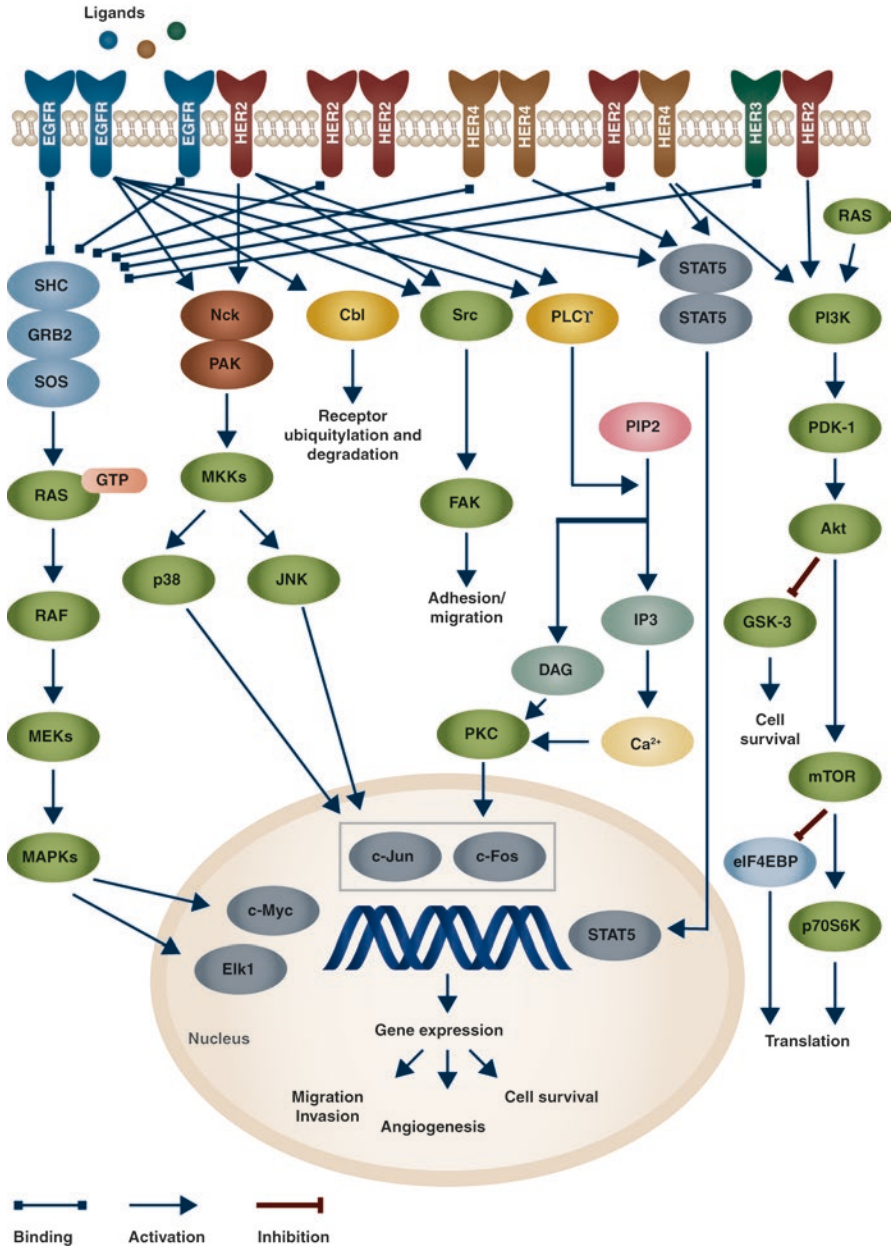 Ligands
EGFR
EGFR
EGFR
HER2
HER2
HER2
HER4
HER4
HER2
HER4
HER3
HER2
RAS
SHC
GRB2
SOS
Nck
PAK
Cbl
Src
PLCϒ
STAT5
STAT5
PI3K
Receptor
ubiquitylation and
degradation
PIP2
PDK-1
RAS
GTP
MKKs
FAK
Akt
p38
JNK
Adhesion/
migration
RAF
IP3
GSK-3
DAG
Cell
survival
MEKs
PKC
Ca²⁺
mTOR
MAPKs
c-Jun
c-Fos
eIF4EBP
c-Myc
STAT5
p70S6K
Elk1
Nucleus
Gene expression
Translation
Migration
Invasion
Angiogenesis
Cell survival
Binding
Activation
Inhibition